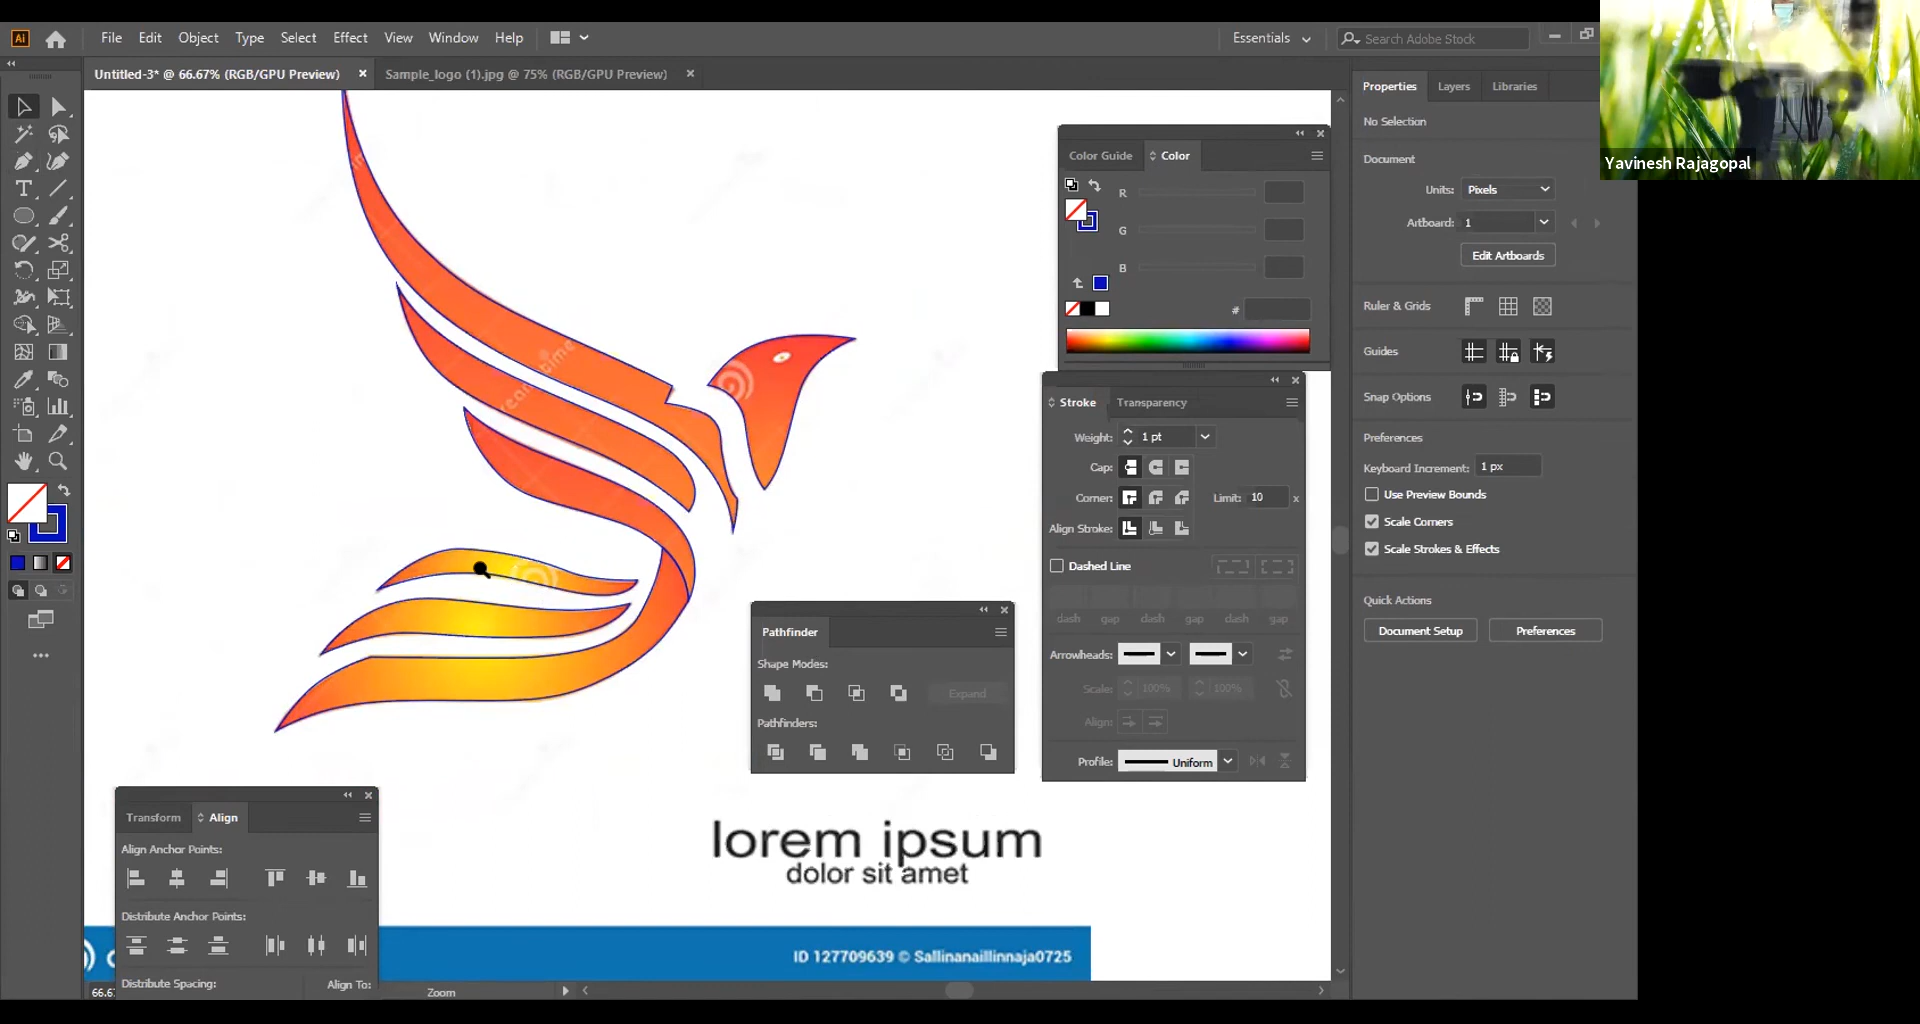 Ai File Edit Object Type Select Effect View Window Help Essentials Search Adobe Stock
Untitled-3* @ 66.67% (RGB/GPU Preview) × Sample_logo (1).jpg @ 75% (RGB/GPU Preview) ×
Color Guide Color
R
G
B
#
Stroke Transparency
Weight: 1 pt
Cap:
Corner: Limit: 10 x
Align Stroke:
Dashed Line
dash gap dash gap dash gap
Arrowheads:
Scale: 100% 100%
Align:
Profile: Uniform
Pathfinder
Shape Modes:
Expand
Pathfinders:
Transform Align
Align Anchor Points:
Distribute Anchor Points:
Distribute Spacing: Align To:
lorem ipsum
dolor sit amet
ID 127709639 © Sallinanaillinnaja0725
66.6
Zoom
Properties Layers Libraries
No Selection
Document
Units: Pixels
Artboard: 1
Edit Artboards
Ruler & Grids
Guides
Snap Options
Preferences
Keyboard Increment: 1 px
Use Preview Bounds
Scale Corners
Scale Strokes & Effects
Quick Actions
Document Setup Preferences
Yavinesh Rajagopal